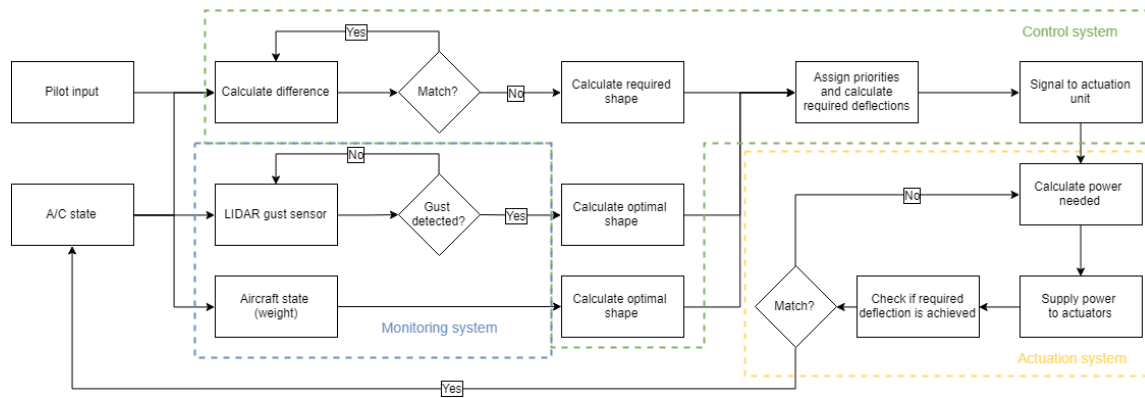 Control system
Yes
Pilot input
Calculate difference
Match?
No
Calculate required
shape
Assign priorities
and calculate
required deflections
Signal to actuation
unit
No
A/C state
LIDAR gust sensor
Gust
detected?
Yes
Calculate optimal
shape
No
Calculate power
needed
Aircraft state
(weight)
Monitoring system
Calculate optimal
shape
Match?
Check if required
deflection is achieved
Supply power
to actuators
Actuation system
Yes